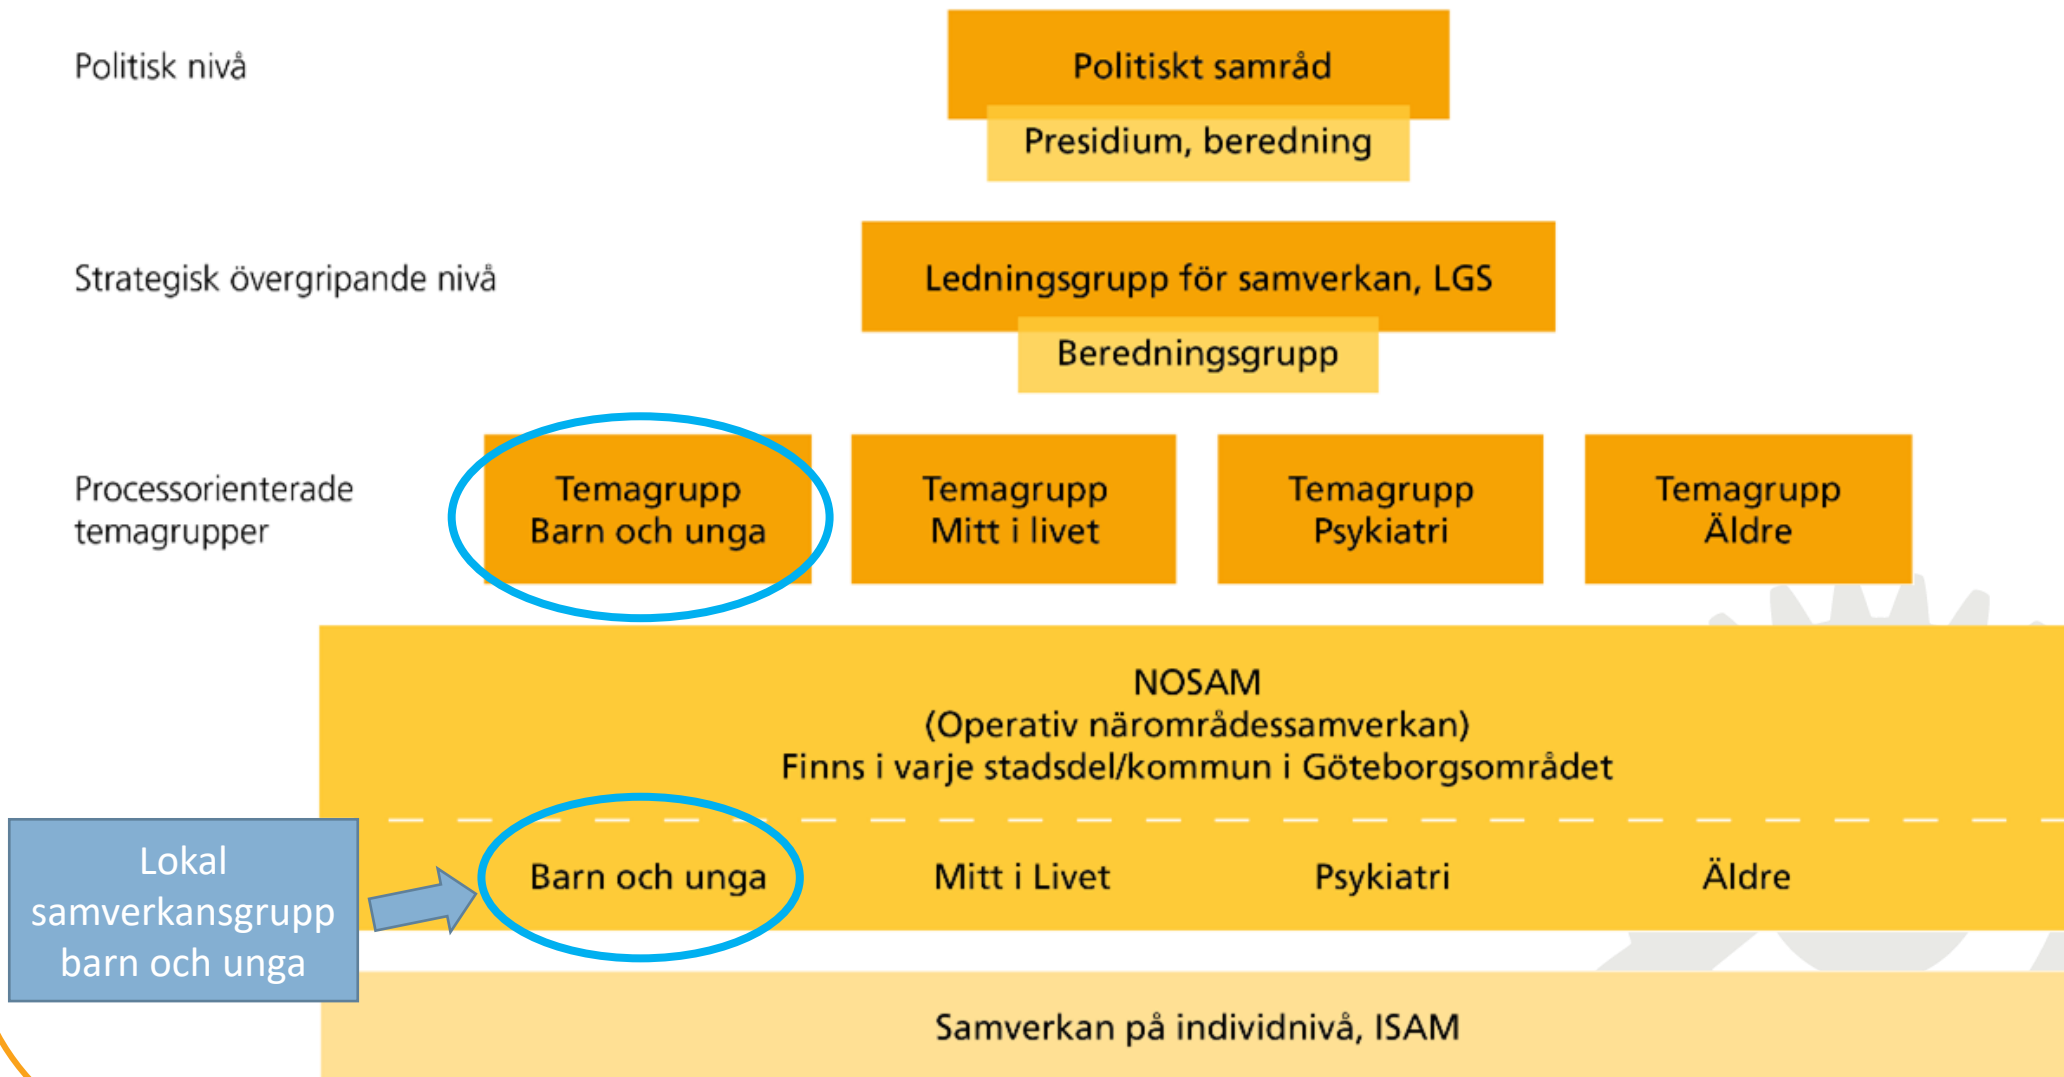 Politisk nivå
Politiskt samråd
Presidium, beredning
Strategisk övergripande nivå
Ledningsgrupp för samverkan, LGS
Beredningsgrupp
Processorienterade
temagrupper
Temagrupp
Barn och unga
Temagrupp
Mitt i livet
Temagrupp
Psykiatri
Temagrupp
Äldre
NOSAM
(Operativ närområdessamverkan)
Finns i varje stadsdel/kommun i Göteborgsområdet
Lokal
samverkansgrupp
barn och unga
Barn och unga
Mitt i Livet
Psykiatri
Äldre
Samverkan på individnivå, ISAM